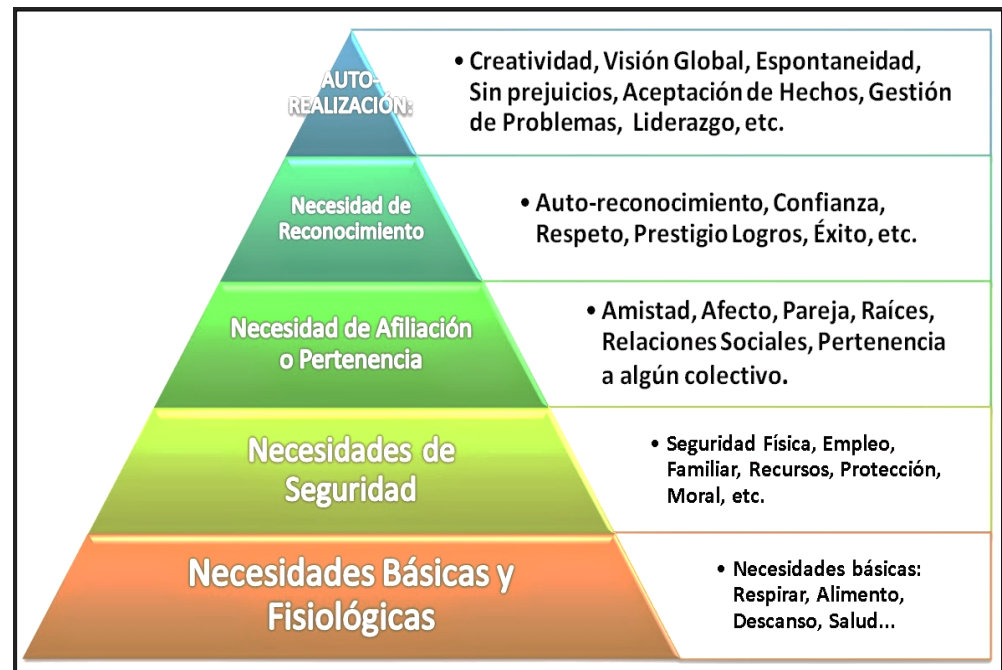 AUTO-
REALIZACIÓN:
• Creatividad, Visión Global, Espontaneidad,
Sin prejuicios, Aceptación de Hechos, Gestión
de Problemas, Liderazgo, etc.
Necesidad de
Reconocimiento
• Auto-reconocimiento, Confianza,
Respeto, Prestigio Logros, Éxito, etc.
Necesidad de Afiliación
o Pertenencia
• Amistad, Afecto, Pareja, Raíces,
Relaciones Sociales, Pertenencia
a algún colectivo.
Necesidades de
Seguridad
• Seguridad Física, Empleo,
Familiar, Recursos, Protección,
Moral, etc.
Necesidades Básicas y
Fisiológicas
• Necesidades básicas:
Respirar, Alimento,
Descanso, Salud...